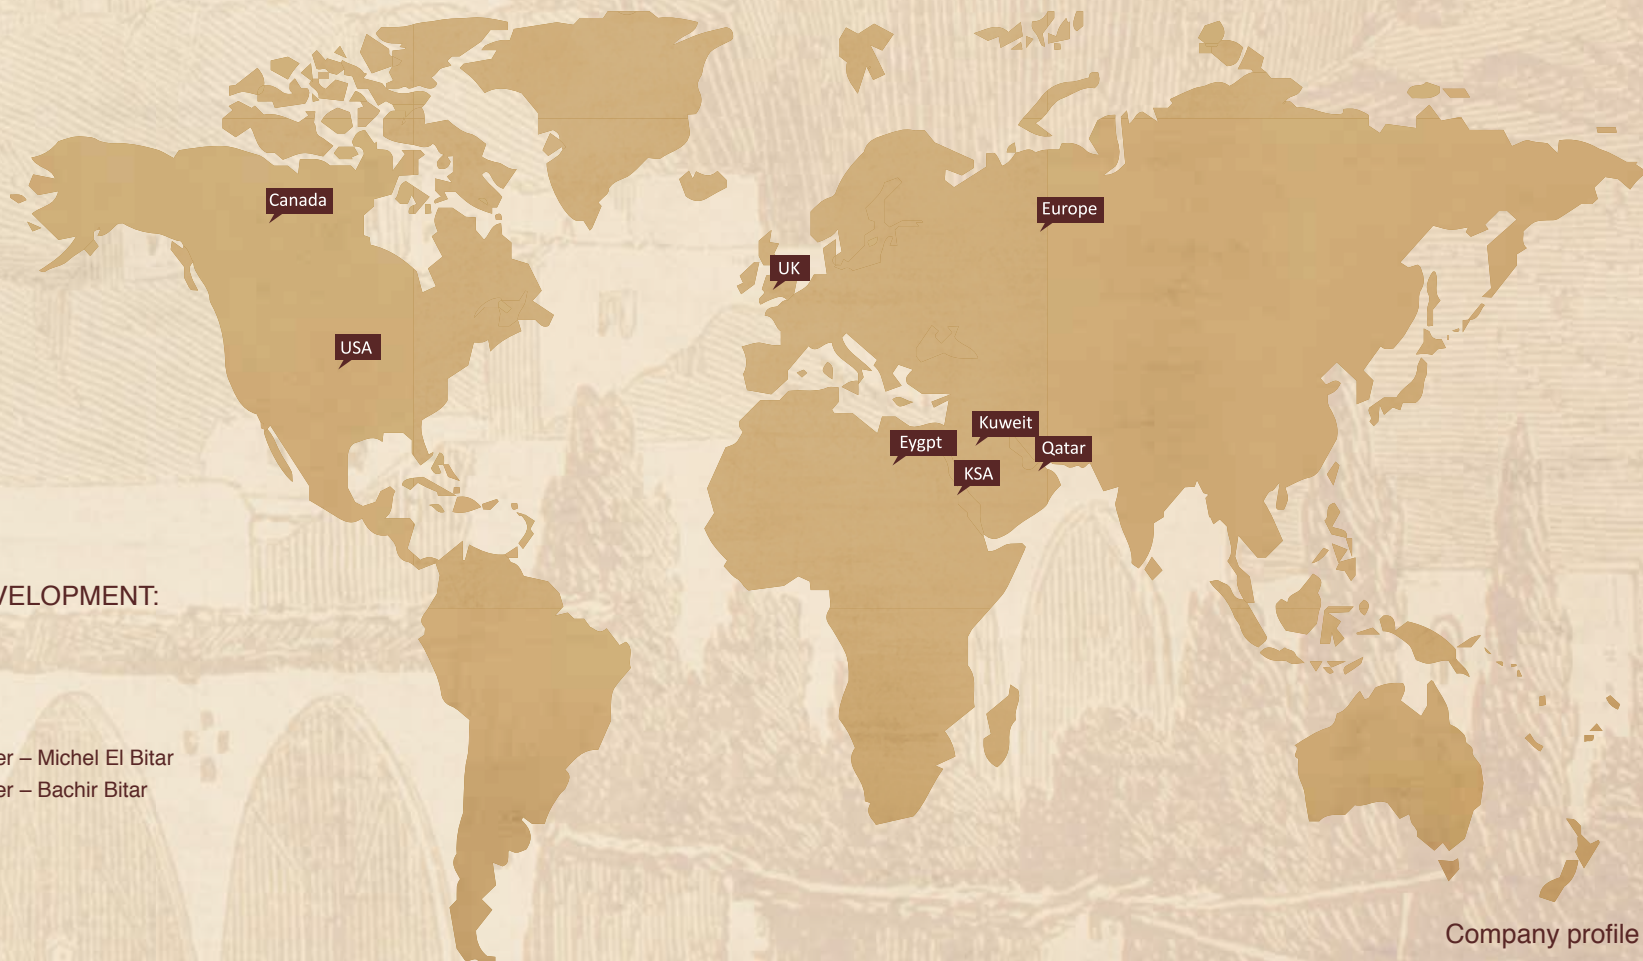 Canada
Europe
UK
USA
Kuweit
Eygpt
Qatar
KSA
VELOPMENT:
er – Michel El Bitar
er – Bachir Bitar
Company profile